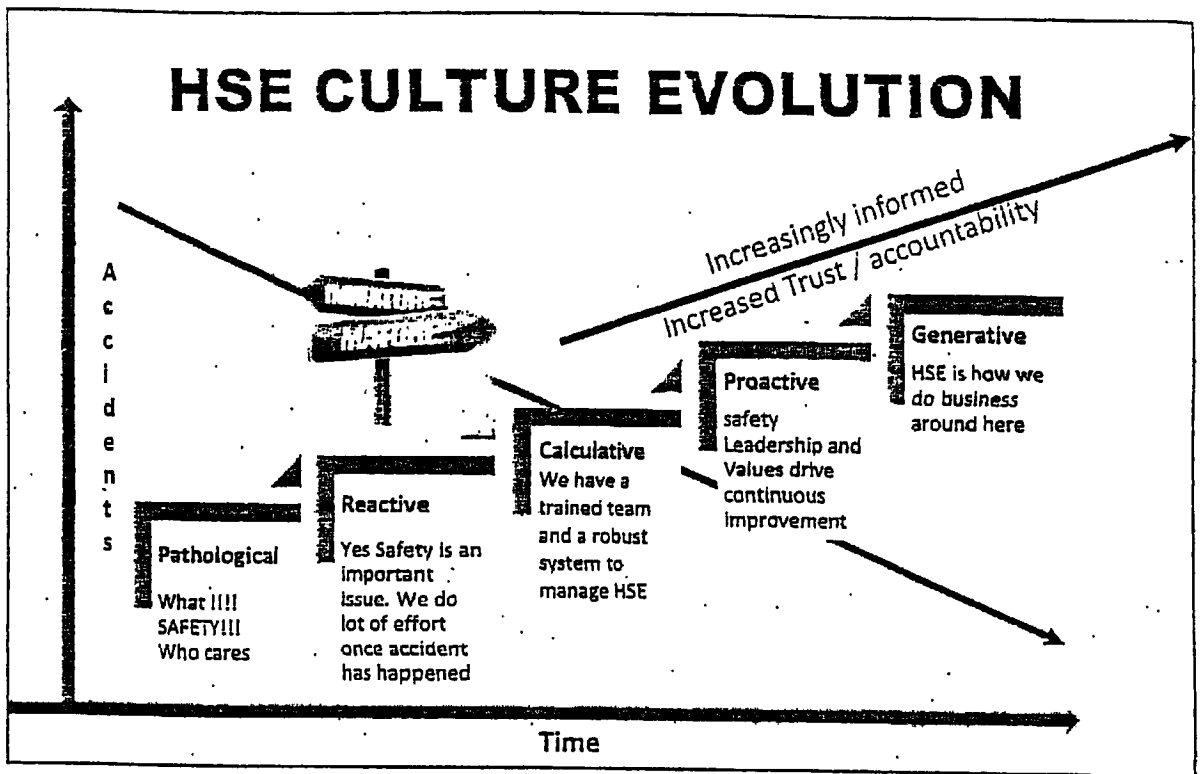 HSE CULTURE EVOLUTION
Accidents
Increasingly informed
Increased Trust / accountability
Pathological
What !!!!
SAFETY!!!
Who cares
Reactive
Yes Safety is an
important
issue. We do
lot of effort
once accident
has happened
Calculative
We have a
trained team
and a robust
system to
manage HSE
Proactive
safety
Leadership and
Values drive
continuous
improvement
Generative
HSE is how we
do business
around here
Time